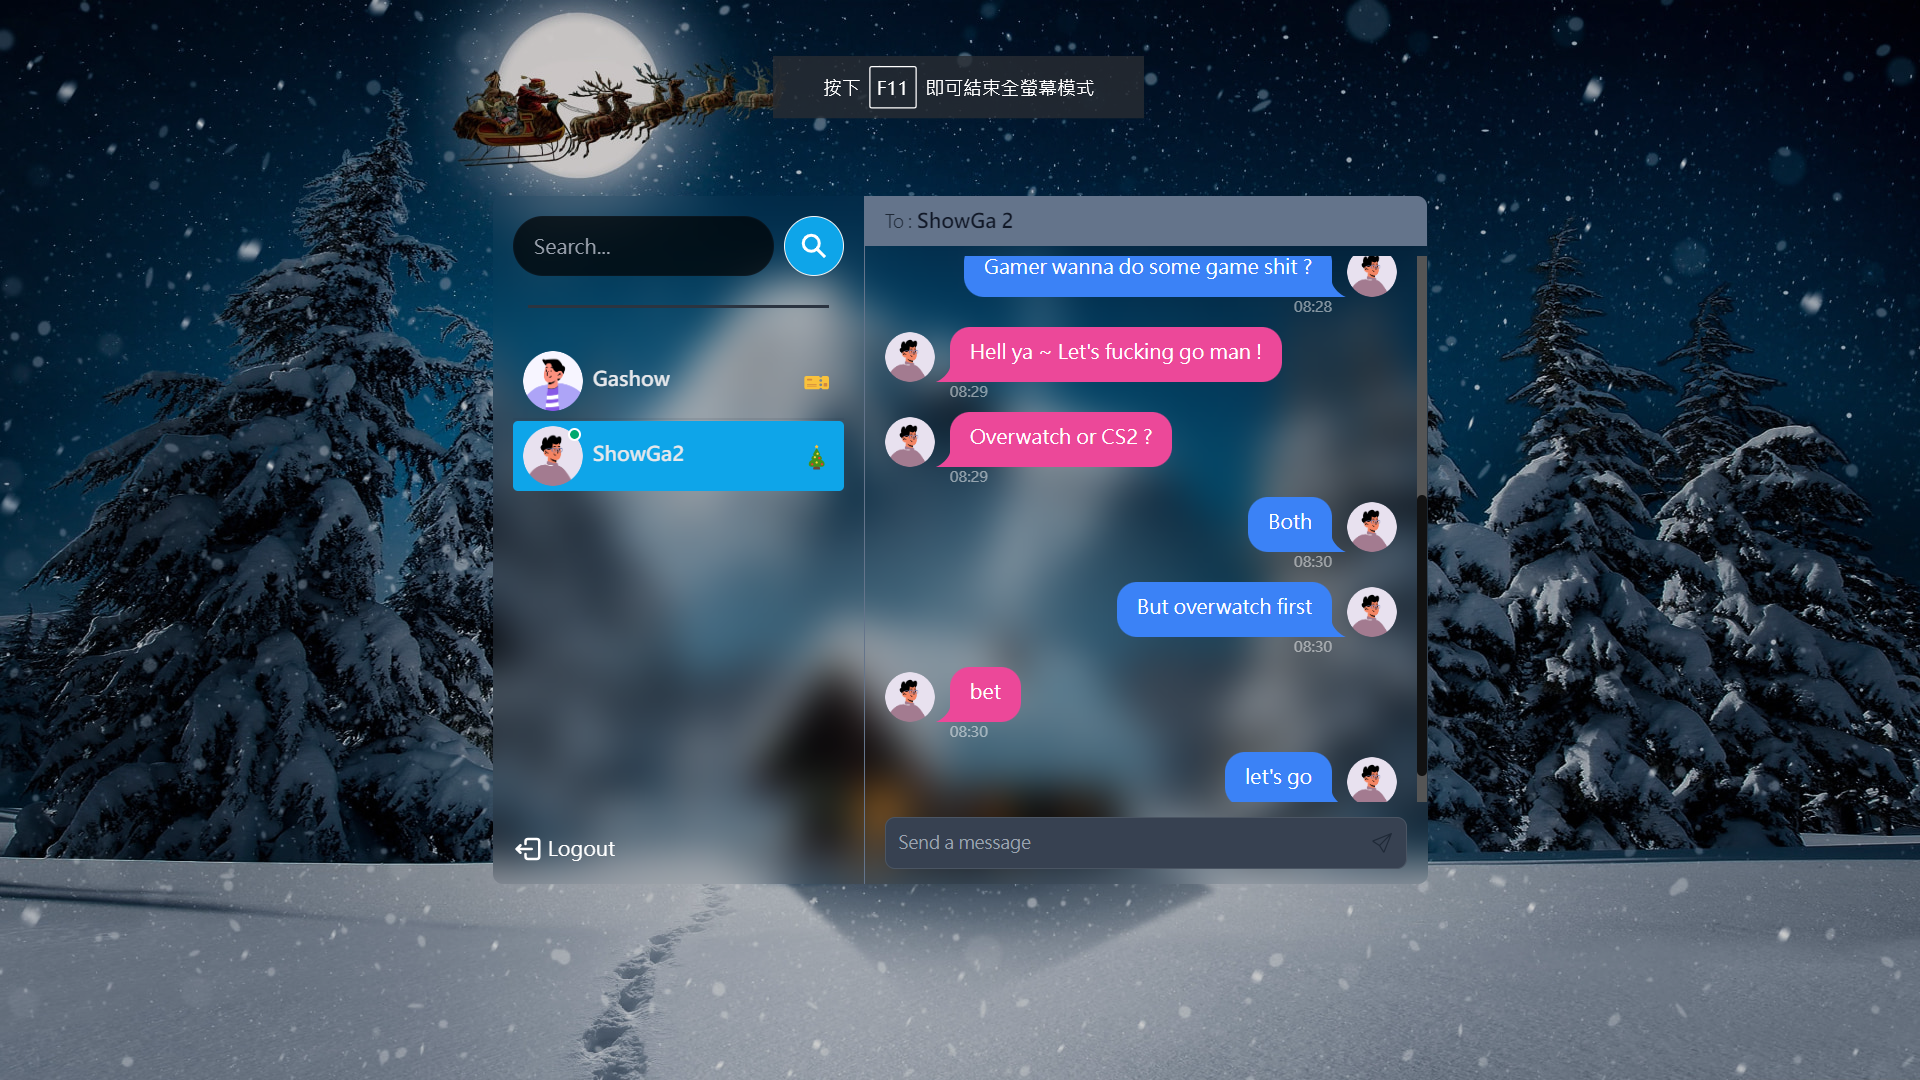 按下 F11 即可結束全螢幕模式
Search...
Gashow
ShowGa2
Logout
To : ShowGa 2
Gamer wanna do some game shit ?
08:28
Hell ya ~ Let's fucking go man !
08:29
Overwatch or CS2 ?
08:29
Both
08:30
But overwatch first
08:30
bet
08:30
let's go
Send a message